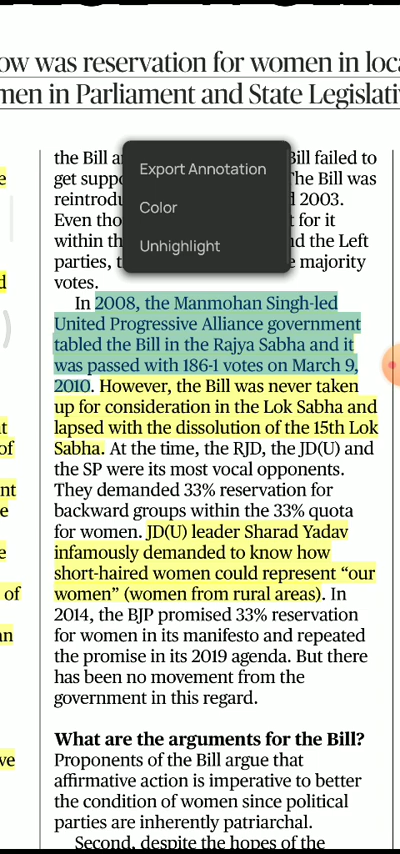 ow was reservation for women in loca
men in Parliament and State Legislativ
the Bill Bill failed to
get The Bill was
2003.
Even for it
within the Left
parties, majority
votes.
Export Annotation
Color
Unhighlight
In 2008, the Manmohan Singh-led
United Progressive Alliance government
tabled the Bill in the Rajya Sabha and it
was passed with 186-1 votes on March 9,
2010. However, the Bill was never taken
up for consideration in the Lok Sabha and
lapsed with the dissolution of the 15th Lok
Sabha. At the time, the RJD, the JD(U) and
the SP were its most vocal opponents.
They demanded 33% reservation for
backward groups within the 33% quota
for women. JD(U) leader Sharad Yadav
infamously demanded to know how
short-haired women could represent “our
women” (women from rural areas). In
2014, the BJP promised 33% reservation
for women in its manifesto and repeated
the promise in its 2019 agenda. But there
has been no movement from the
government in this regard.
What are the arguments for the Bill?
Proponents of the Bill argue that
affirmative action is imperative to better
the condition of women since political
parties are inherently patriarchal.
Second, despite the hopes of the